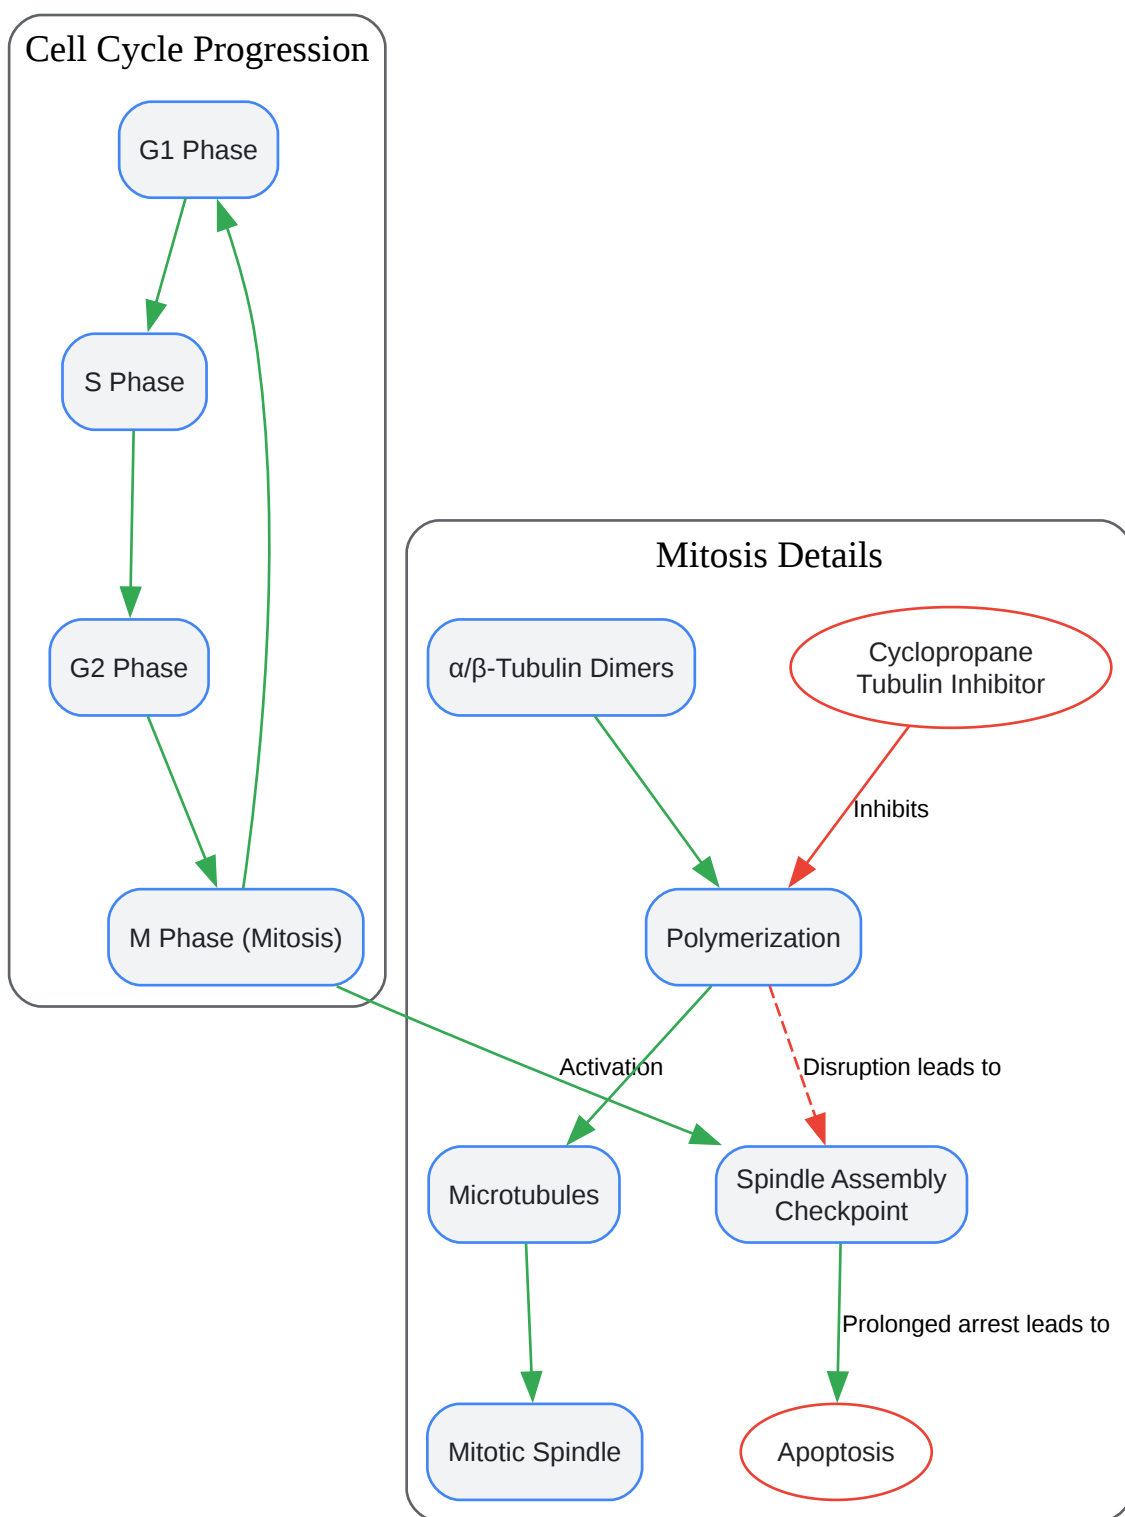 Cell Cycle Progression
G1 Phase
S Phase
G2 Phase
M Phase (Mitosis)
Mitosis Details
α/β-Tubulin Dimers
Cyclopropane
Tubulin Inhibitor
Inhibits
Polymerization
Activation
Disruption leads to
Microtubules
Spindle Assembly
Checkpoint
Prolonged arrest leads to
Mitotic Spindle
Apoptosis